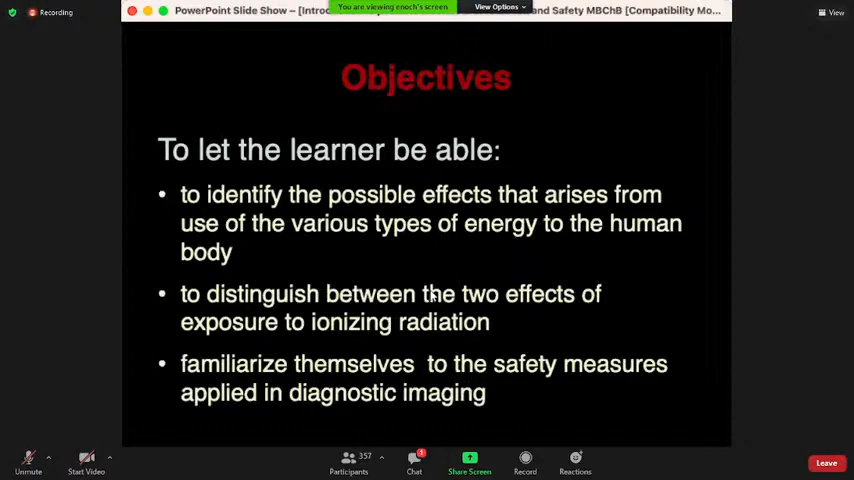 Recording
PowerPoint Slide Show – [Introd
You are viewing enoch's screen
View Options
and Safety MBChB [Compatibility Mo...
View
Objectives
To let the learner be able:
• to identify the possible effects that arises from
use of the various types of energy to the human
body
• to distinguish between the two effects of
exposure to ionizing radiation
• familiarize themselves to the safety measures
applied in diagnostic imaging
Unmute
Start Video
357
Participants
1
Chat
Share Screen
Record
Reactions
Leave